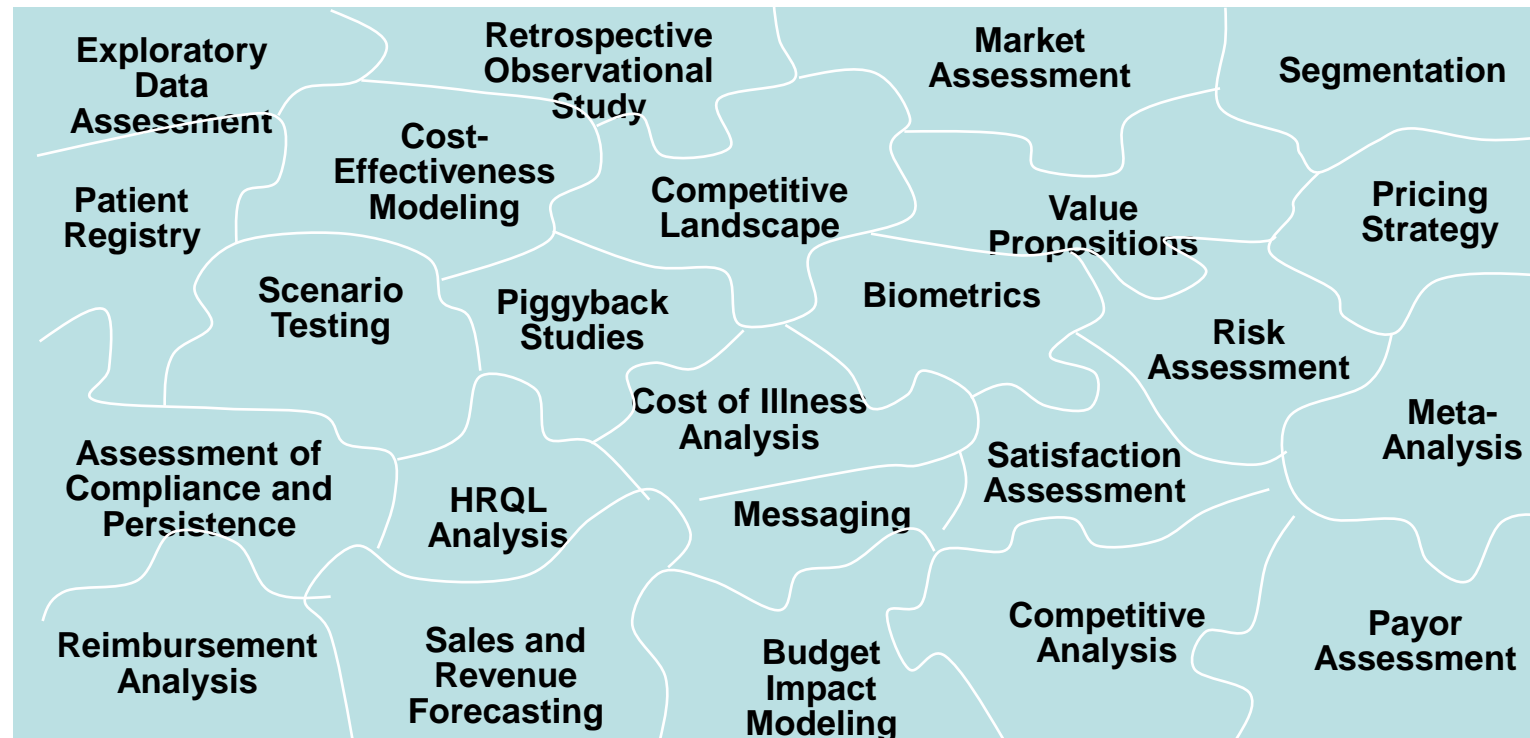 Exploratory
Data
Assessment
Retrospective
Observational
Study
Market
Assessment
Segmentation
Cost-
Effectiveness
Modeling
Patient
Registry
Competitive
Landscape
Value
Propositions
Pricing
Strategy
Scenario
Testing
Piggyback
Studies
Biometrics
Risk
Assessment
Cost of Illness
Analysis
Meta-
Analysis
Assessment of
Compliance and
Persistence
HRQL
Analysis
Messaging
Satisfaction
Assessment
Reimbursement
Analysis
Sales and
Revenue
Forecasting
Budget
Impact
Modeling
Competitive
Analysis
Payor
Assessment